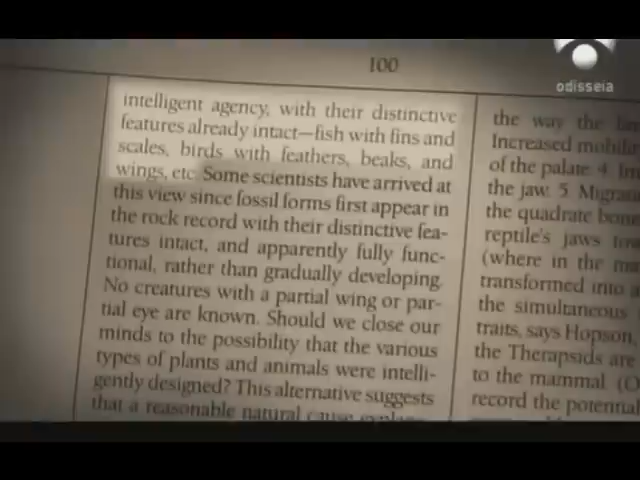 odisseia
100
intelligent agency, with their distinctive
features already intact—fish with fins and
scales, birds with feathers, beaks, and
wings, etc. Some scientists have arrived at
this view since fossil forms first appear in
the rock record with their distinctive fea-
tures intact, and apparently fully func-
tional, rather than gradually developing.
No creatures with a partial wing or par-
tial eye are known. Should we close our
minds to the possibility that the various
types of plants and animals were intelli-
gently designed? This alternative suggests
that a reasonable natural cause
the way the
Increased
of the palate. 4.
the jaw. 5.
the quadrate
reptile's jaws
(where in the
transformed into
the simultaneous
traits, says Hopson,
the Therapsids are
to the mammal.
record the potential